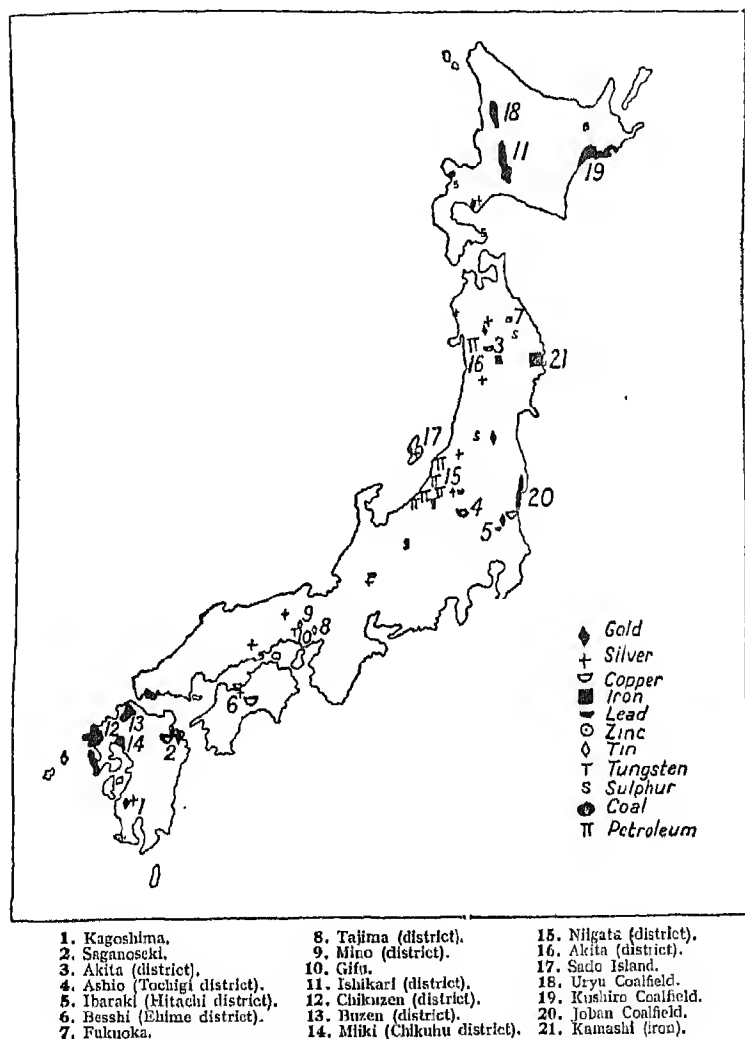 18
11
19
7
S
S
S
3
16
21
17
S
15
20
4
5
9
8
10
6
13
12
14
2
1
Gold
Silver
Copper
Iron
Lead
Zinc
Tin
T Tungsten
S Sulphur
Coal
Petroleum
1. Kagoshima.
2. Saganoseki.
3. Akita (district).
4. Ashio (Tochigi district).
5. Ibaraki (Hitachi district).
6. Besshi (Ehime district).
7. Fukuoka.
8. Tajima (district).
9. Mino (district).
10. Gifu.
11. Ishikari (district).
12. Chikuzen (district).
13. Buzen (district).
14. Miiki (Chikuhu district).
15. Niigata (district).
16. Akita (district).
17. Sado Island.
18. Uryu Coalfield.
19. Kushiro Coalfield.
20. Joban Coalfield.
21. Kamashi (iron).